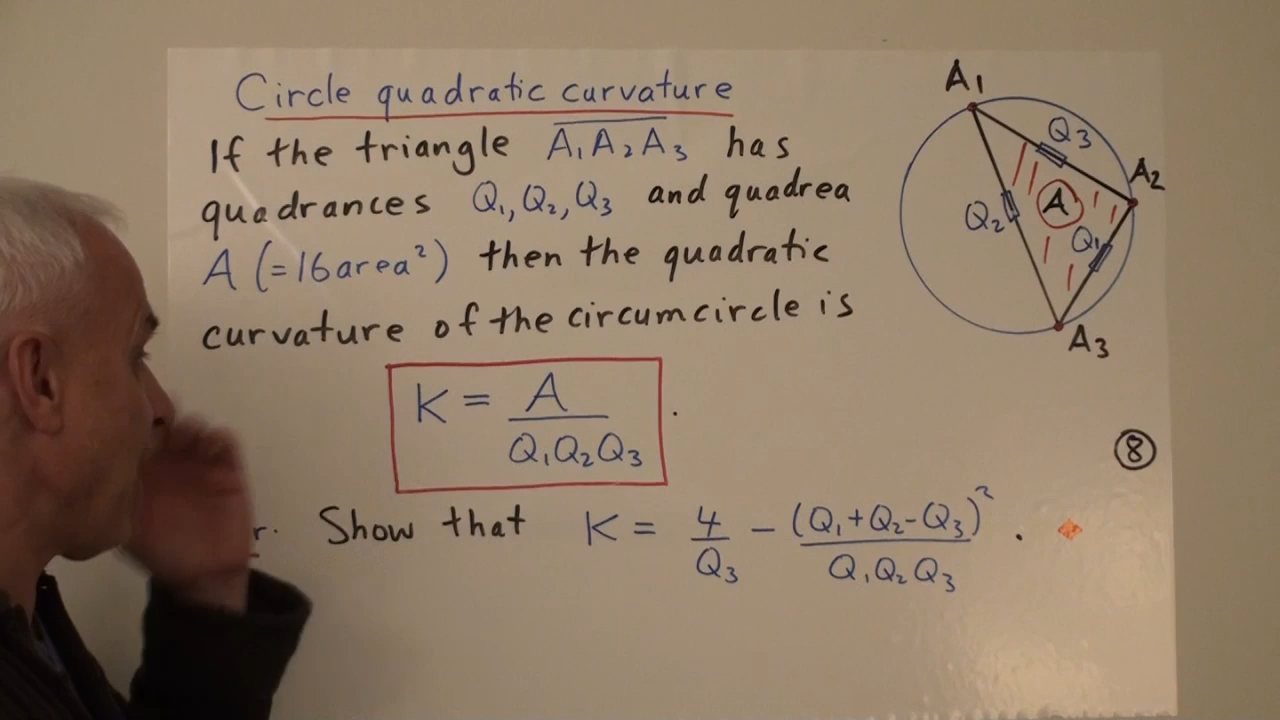 Circle quadratic curvature
If the triangle A₁A₂A₃ has
quadrances Q₁, Q₂, Q₃ and quadrea
A (=16area²) then the quadratic
curvature of the circumcircle is
K = A / Q₁Q₂Q₃ .
r. Show that K = 4/Q₃ − (Q₁+Q₂−Q₃)² / Q₁Q₂Q₃ .
A₁
Q₃
A₂
A
Q₂
Q₁
A₃
8